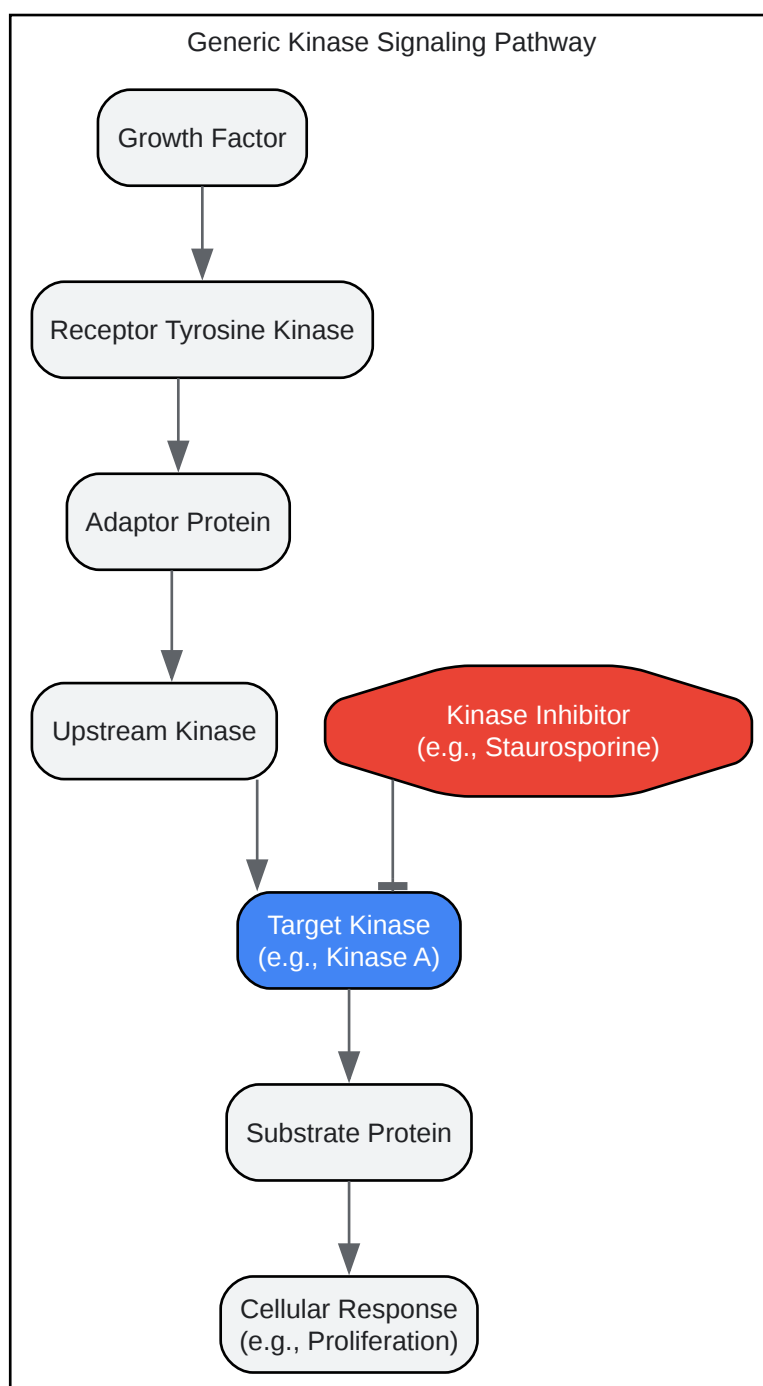 Generic Kinase Signaling Pathway
Growth Factor
Receptor Tyrosine Kinase
Adaptor Protein
Upstream Kinase
Kinase Inhibitor
(e.g., Staurosporine)
Target Kinase
(e.g., Kinase A)
Substrate Protein
Cellular Response
(e.g., Proliferation)